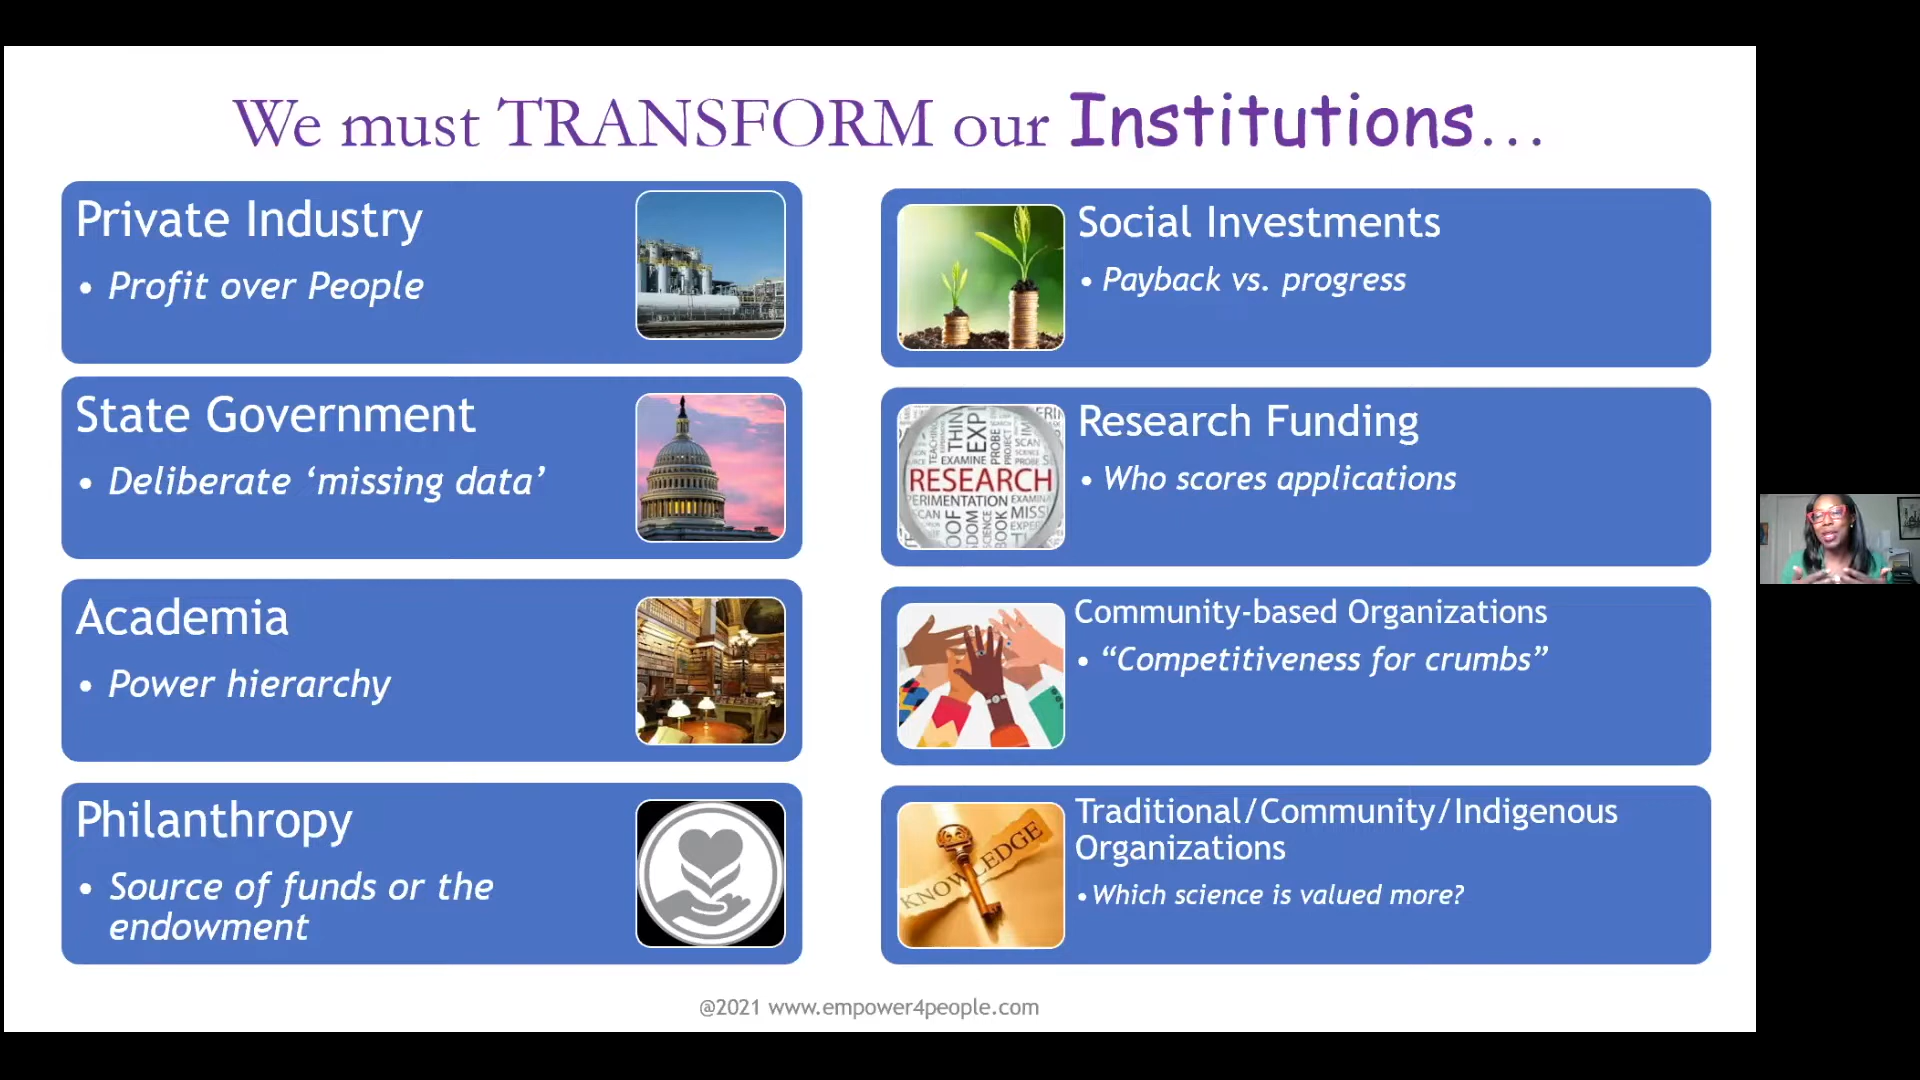 We must TRANSFORM our Institutions...
Private Industry
• Profit over People
State Government
• Deliberate ‘missing data’
Academia
• Power hierarchy
Philanthropy
• Source of funds or the
endowment
Social Investments
• Payback vs. progress
Research Funding
• Who scores applications
RESEARCH
EXAMINE
PERIMENTATION
Community-based Organizations
• “Competitiveness for crumbs”
Traditional/Community/Indigenous
Organizations
• Which science is valued more?
KNOWLEDGE
@2021 www.empower4people.com